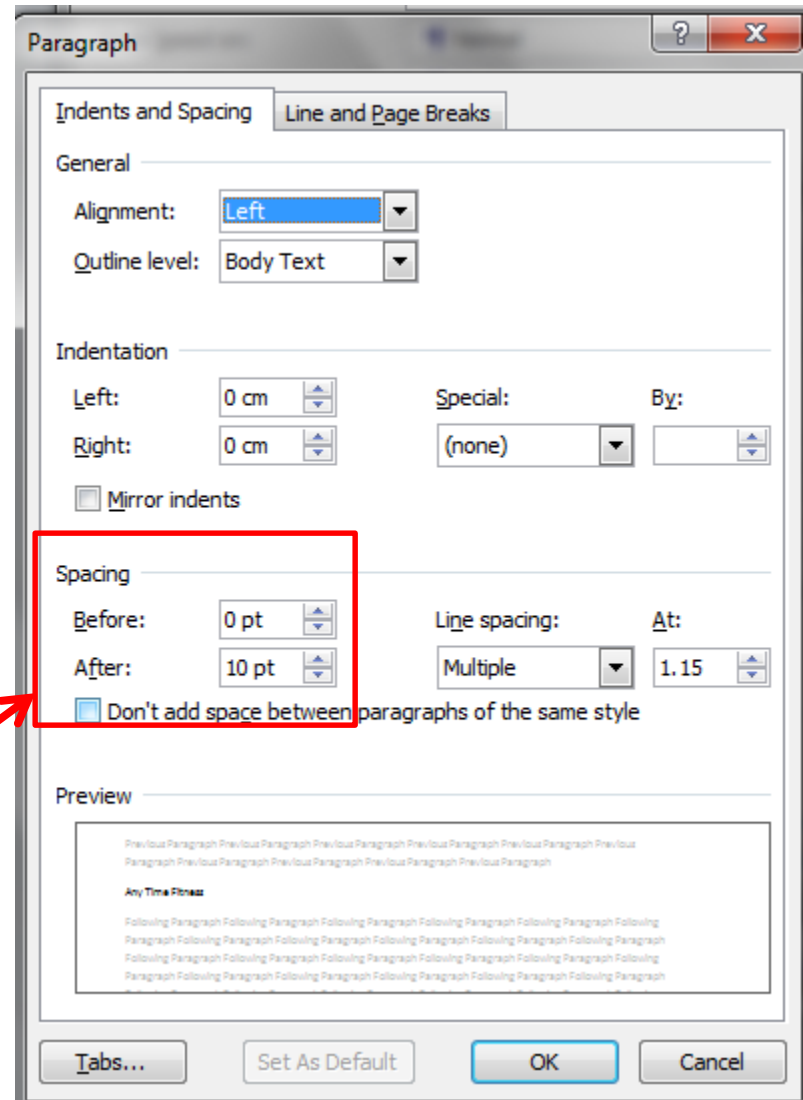 Paragraph
Indents and Spacing Line and Page Breaks
General
Alignment: Left
Outline level: Body Text
Indentation
Left: 0 cm Special: By:
Right: 0 cm (none)
Mirror indents
Spacing
Before: 0 pt Line spacing: At:
After: 10 pt Multiple 1.15
Don't add space between paragraphs of the same style
Preview
Previous Paragraph Previous Paragraph Previous Paragraph Previous Paragraph Previous Paragraph Previous
Paragraph Previous Paragraph Previous Paragraph Previous Paragraph Previous Paragraph
Any Time Fitness
Following Paragraph Following Paragraph Following Paragraph Following Paragraph Following Paragraph Following
Paragraph Following Paragraph Following Paragraph Following Paragraph Following Paragraph Following Paragraph
Following Paragraph Following Paragraph Following Paragraph Following Paragraph Following Paragraph Following
Paragraph Following Paragraph Following Paragraph Following Paragraph Following Paragraph Following Paragraph
Tabs... Set As Default OK Cancel